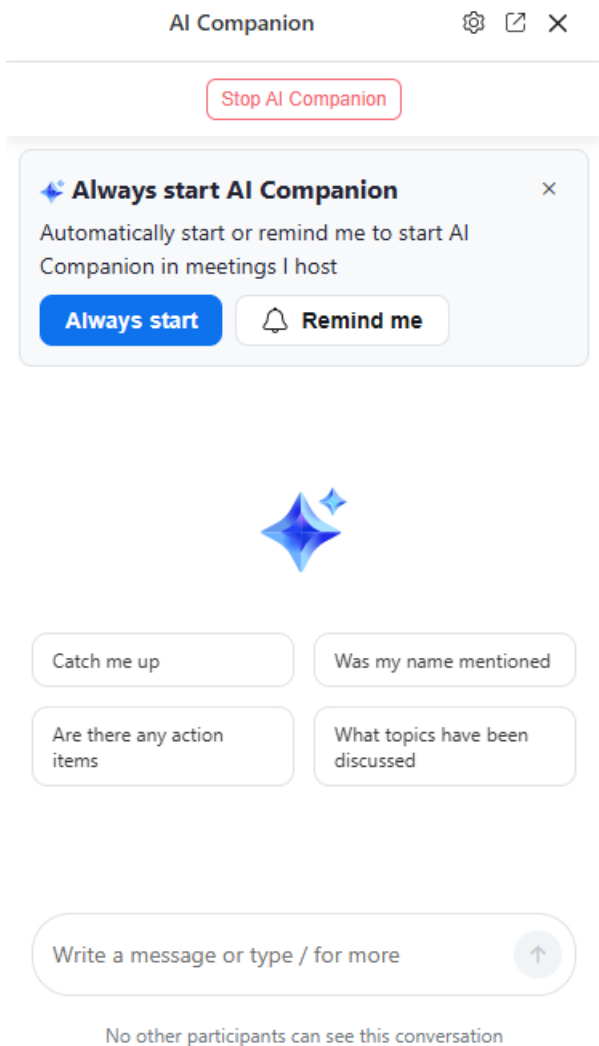 AI Companion
Stop AI Companion
Always start AI Companion
Automatically start or remind me to start AI
Companion in meetings I host
Always start
Remind me
Catch me up
Was my name mentioned
Are there any action
items
What topics have been
discussed
Write a message or type / for more
No other participants can see this conversation